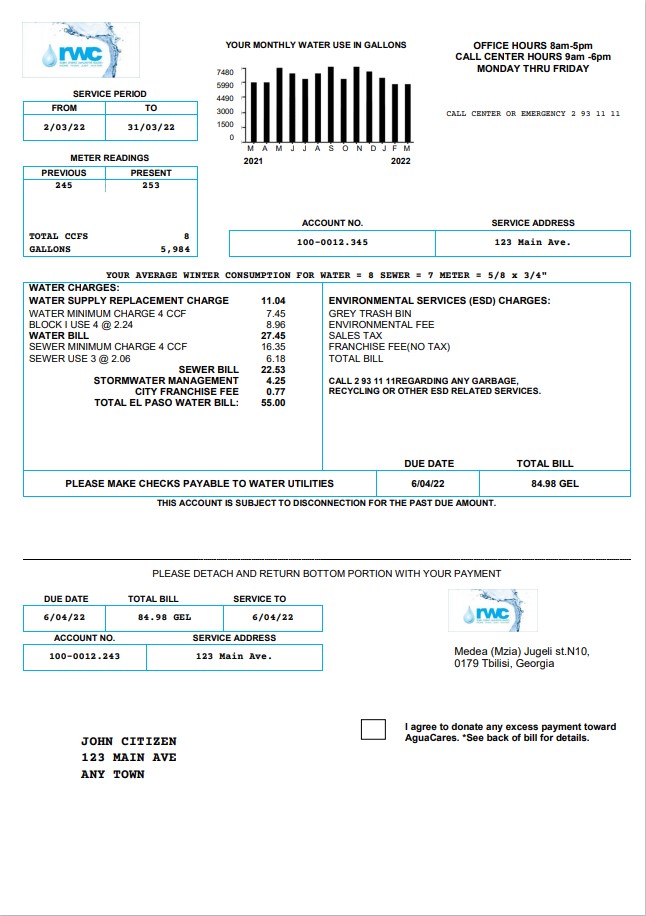 rwc
YOUR MONTHLY WATER USE IN GALLONS
OFFICE HOURS 8am-5pm
CALL CENTER HOURS 9am -6pm
MONDAY THRU FRIDAY
7480
5990
4490
3000
1500
0
M A M J J A S O N D J F M
2021 2022
CALL CENTER OR EMERGENCY 2 93 11 11
SERVICE PERIOD
FROM TO
2/03/22 31/03/22
METER READINGS
PREVIOUS PRESENT
245 253
TOTAL CCFS 8
GALLONS 5,984
ACCOUNT NO. SERVICE ADDRESS
100-0012.345 123 Main Ave.
YOUR AVERAGE WINTER CONSUMPTION FOR WATER = 8 SEWER = 7 METER = 5/8 x 3/4"
WATER CHARGES:
WATER SUPPLY REPLACEMENT CHARGE 11.04
WATER MINIMUM CHARGE 4 CCF 7.45
BLOCK I USE 4 @ 2.24 8.96
WATER BILL 27.45
SEWER MINIMUM CHARGE 4 CCF 16.35
SEWER USE 3 @ 2.06 6.18
SEWER BILL 22.53
STORMWATER MANAGEMENT 4.25
CITY FRANCHISE FEE 0.77
TOTAL EL PASO WATER BILL: 55.00
ENVIRONMENTAL SERVICES (ESD) CHARGES:
GREY TRASH BIN
ENVIRONMENTAL FEE
SALES TAX
FRANCHISE FEE(NO TAX)
TOTAL BILL
CALL 2 93 11 11REGARDING ANY GARBAGE,
RECYCLING OR OTHER ESD RELATED SERVICES.
DUE DATE TOTAL BILL
PLEASE MAKE CHECKS PAYABLE TO WATER UTILITIES 6/04/22 84.98 GEL
THIS ACCOUNT IS SUBJECT TO DISCONNECTION FOR THE PAST DUE AMOUNT.
PLEASE DETACH AND RETURN BOTTOM PORTION WITH YOUR PAYMENT
DUE DATE TOTAL BILL SERVICE TO
6/04/22 84.98 GEL 6/04/22
ACCOUNT NO. SERVICE ADDRESS
100-0012.243 123 Main Ave.
rwc
Medea (Mzia) Jugeli st.N10,
0179 Tbilisi, Georgia
I agree to donate any excess payment toward
AguaCares. *See back of bill for details.
JOHN CITIZEN
123 MAIN AVE
ANY TOWN